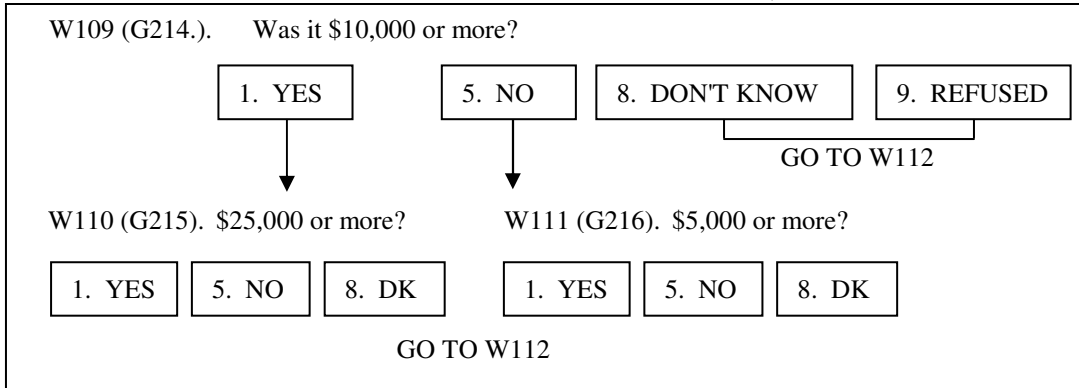 W109 (G214.). Was it $10,000 or more?
1. YES 5. NO 8. DON'T KNOW 9. REFUSED
GO TO W112
W110 (G215). $25,000 or more? W111 (G216). $5,000 or more?
1. YES 5. NO 8. DK 1. YES 5. NO 8. DK
GO TO W112